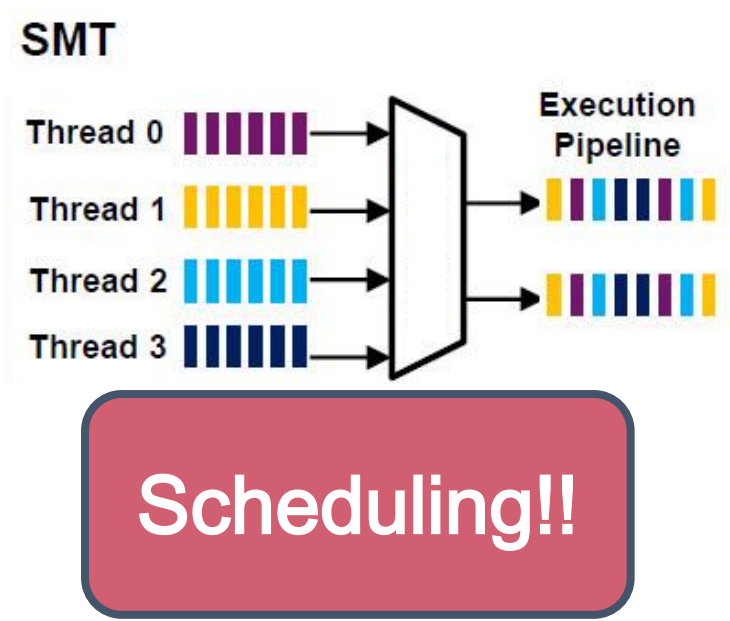 SMT
Execution
Pipeline
Thread 0
Thread 1
Thread 2
Thread 3
Scheduling!!